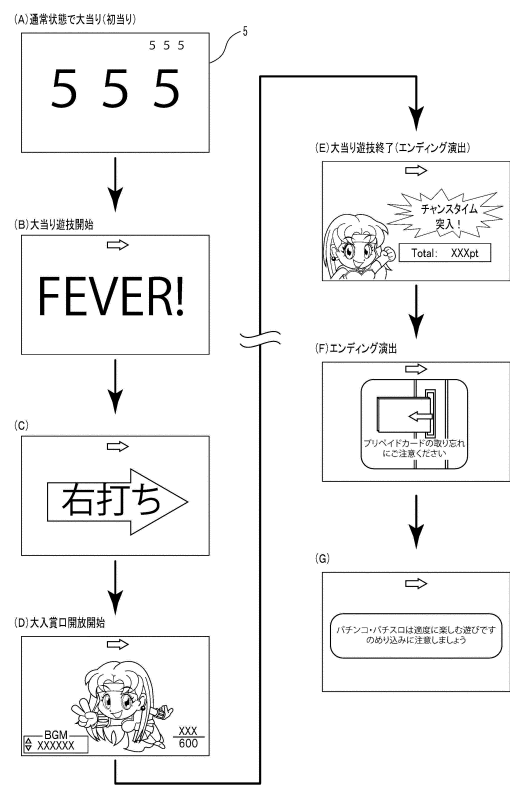 (A)通常状態で大当り(初当り)
5 5 5
5
5 5 5
(B)大当り遊技開始
FEVER!
(C)
右打ち
(D)大入賞口開放開始
BGM
XXXXXX
XXX
600
(E)大当り遊技終了(エンディング演出)
チャンスタイム
突入!
Total: XXXpt
(F)エンディング演出
プリペイドカードの取り忘れ
にご注意ください
(G)
パチンコ・パチスロは適度に楽しむ遊びです
のめり込みに注意しましょう